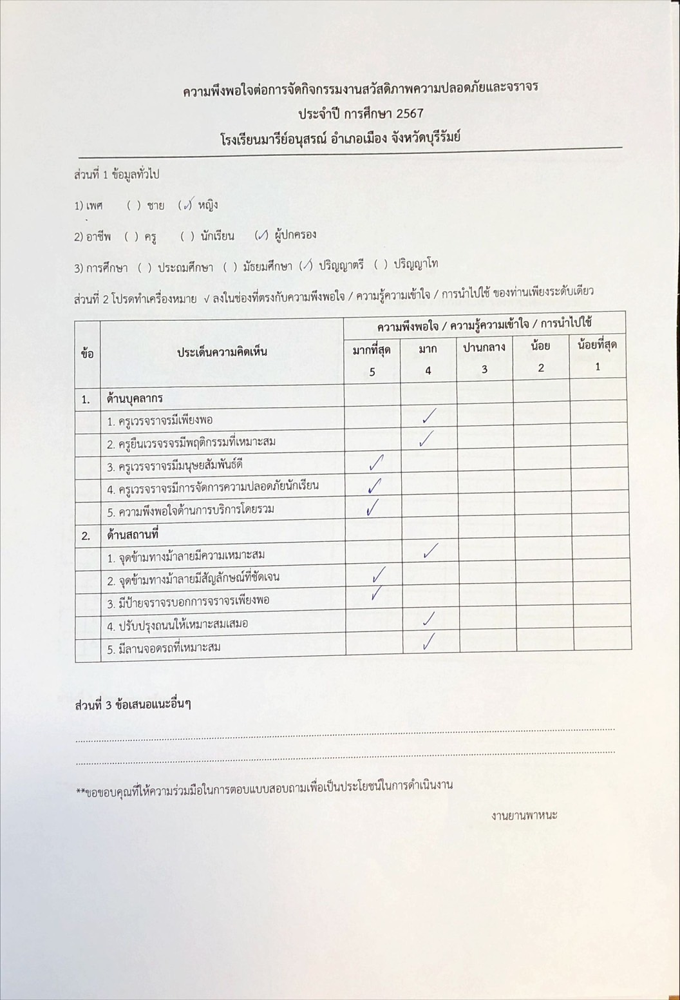 ความพึงพอใจต่อการจัดกิจกรรมงานสวัสดิภาพความปลอดภัยและจราจร
ประจำปี การศึกษา 2567
โรงเรียนมารีย์อนุสรณ์ อำเภอเมือง จังหวัดบุรีรัมย์
ส่วนที่ 1 ข้อมูลทั่วไป
1) เพศ ( ) ชาย (✓) หญิง
2) อาชีพ ( ) ครู ( ) นักเรียน (✓) ผู้ปกครอง
3) การศึกษา ( ) ประถมศึกษา ( ) มัธยมศึกษา (✓) ปริญญาตรี ( ) ปริญญาโท
ส่วนที่ 2 โปรดทำเครื่องหมาย √ ลงในช่องที่ตรงกับความพึงพอใจ / ความรู้ความเข้าใจ / การนำไปใช้ ของท่านเพียงระดับเดียว
ข้อ ประเด็นความคิดเห็น ความพึงพอใจ / ความรู้ความเข้าใจ / การนำไปใช้
มากที่สุด มาก ปานกลาง น้อย น้อยที่สุด
5 4 3 2 1
1. ด้านบุคลากร
1. ครูเวรจราจรมีเพียงพอ ✓
2. ครูยืนเวรจรจรมีพฤติกรรมที่เหมาะสม ✓
3. ครูเวรจราจรมีมนุษยสัมพันธ์ดี ✓
4. ครูเวรจราจรมีการจัดการความปลอดภัยนักเรียน ✓
5. ความพึงพอใจด้านการบริการโดยรวม ✓
2. ด้านสถานที่
1. จุดข้ามทางม้าลายมีความเหมาะสม ✓
2. จุดข้ามทางม้าลายมีสัญลักษณ์ที่ชัดเจน ✓
3. มีป้ายจราจรบอกการจราจรเพียงพอ ✓
4. ปรับปรุงถนนให้เหมาะสมเสมอ ✓
5. มีลานจอดรถที่เหมาะสม ✓
ส่วนที่ 3 ข้อเสนอแนะอื่นๆ
**ขอขอบคุณที่ให้ความร่วมมือในการตอบแบบสอบถามเพื่อเป็นประโยชน์ในการดำเนินงาน
งานยานพาหนะ